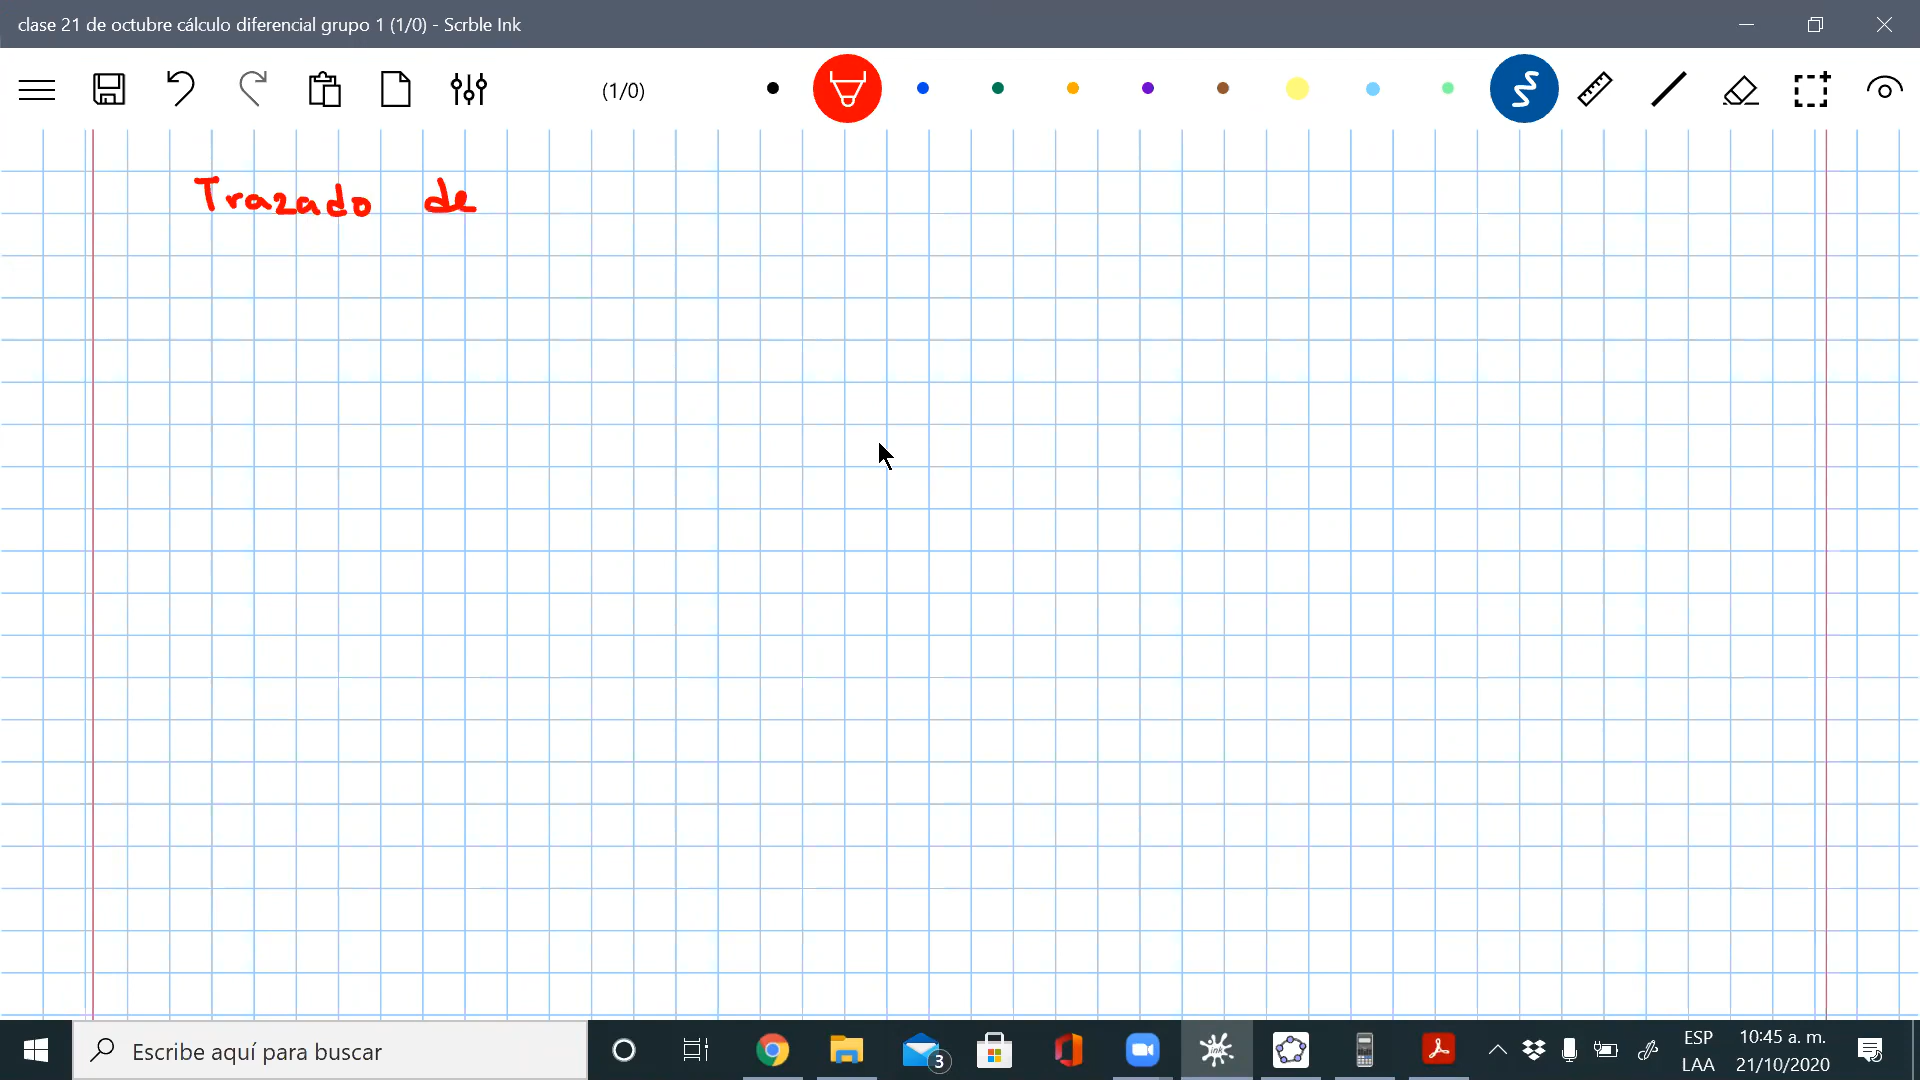 clase 21 de octubre cálculo diferencial grupo 1 (1/0) - Scrble Ink
(1/0)
Trazado de
Escribe aquí para buscar
3
ink
ESP
LAA
10:45 a. m.
21/10/2020